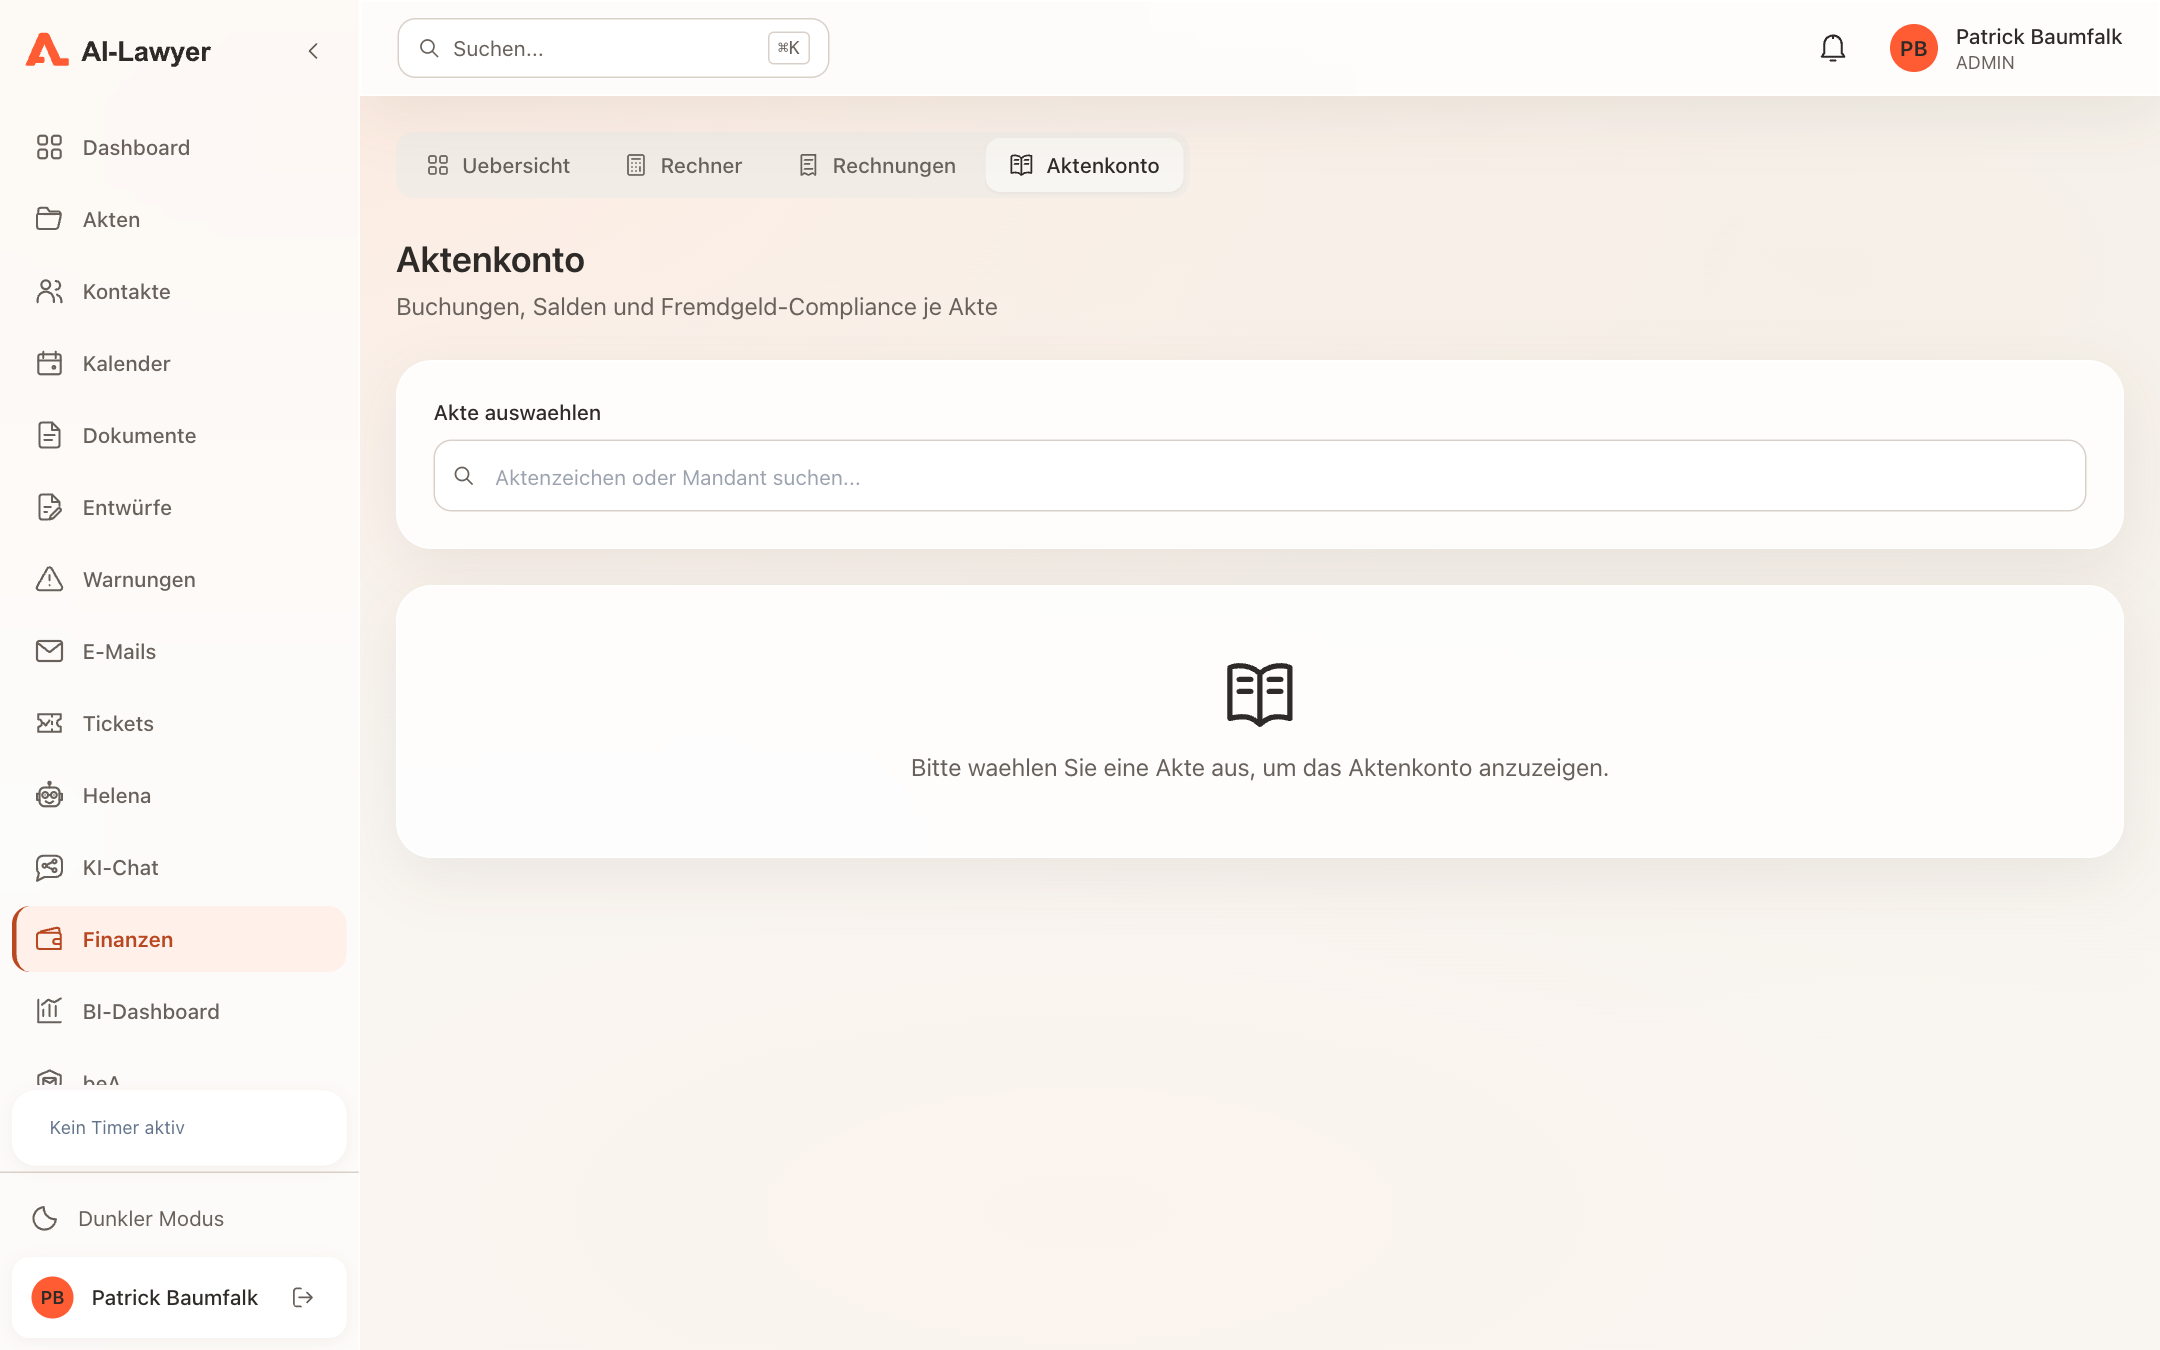 AI-Lawyer
Suchen...
⌘K
Patrick Baumfalk
ADMIN
PB
Dashboard
Akten
Kontakte
Kalender
Dokumente
Entwürfe
Warnungen
E-Mails
Tickets
Helena
KI-Chat
Finanzen
BI-Dashboard
beA
Kein Timer aktiv
Dunkler Modus
PB
Patrick Baumfalk
Uebersicht
Rechner
Rechnungen
Aktenkonto
Aktenkonto
Buchungen, Salden und Fremdgeld-Compliance je Akte
Akte auswaehlen
Aktenzeichen oder Mandant suchen...
Bitte waehlen Sie eine Akte aus, um das Aktenkonto anzuzeigen.